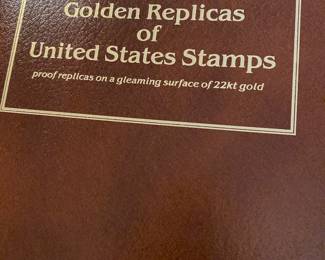 Golden Replicas
of
United States Stamps
proof replicas on a gleaming surface of 22kt gold